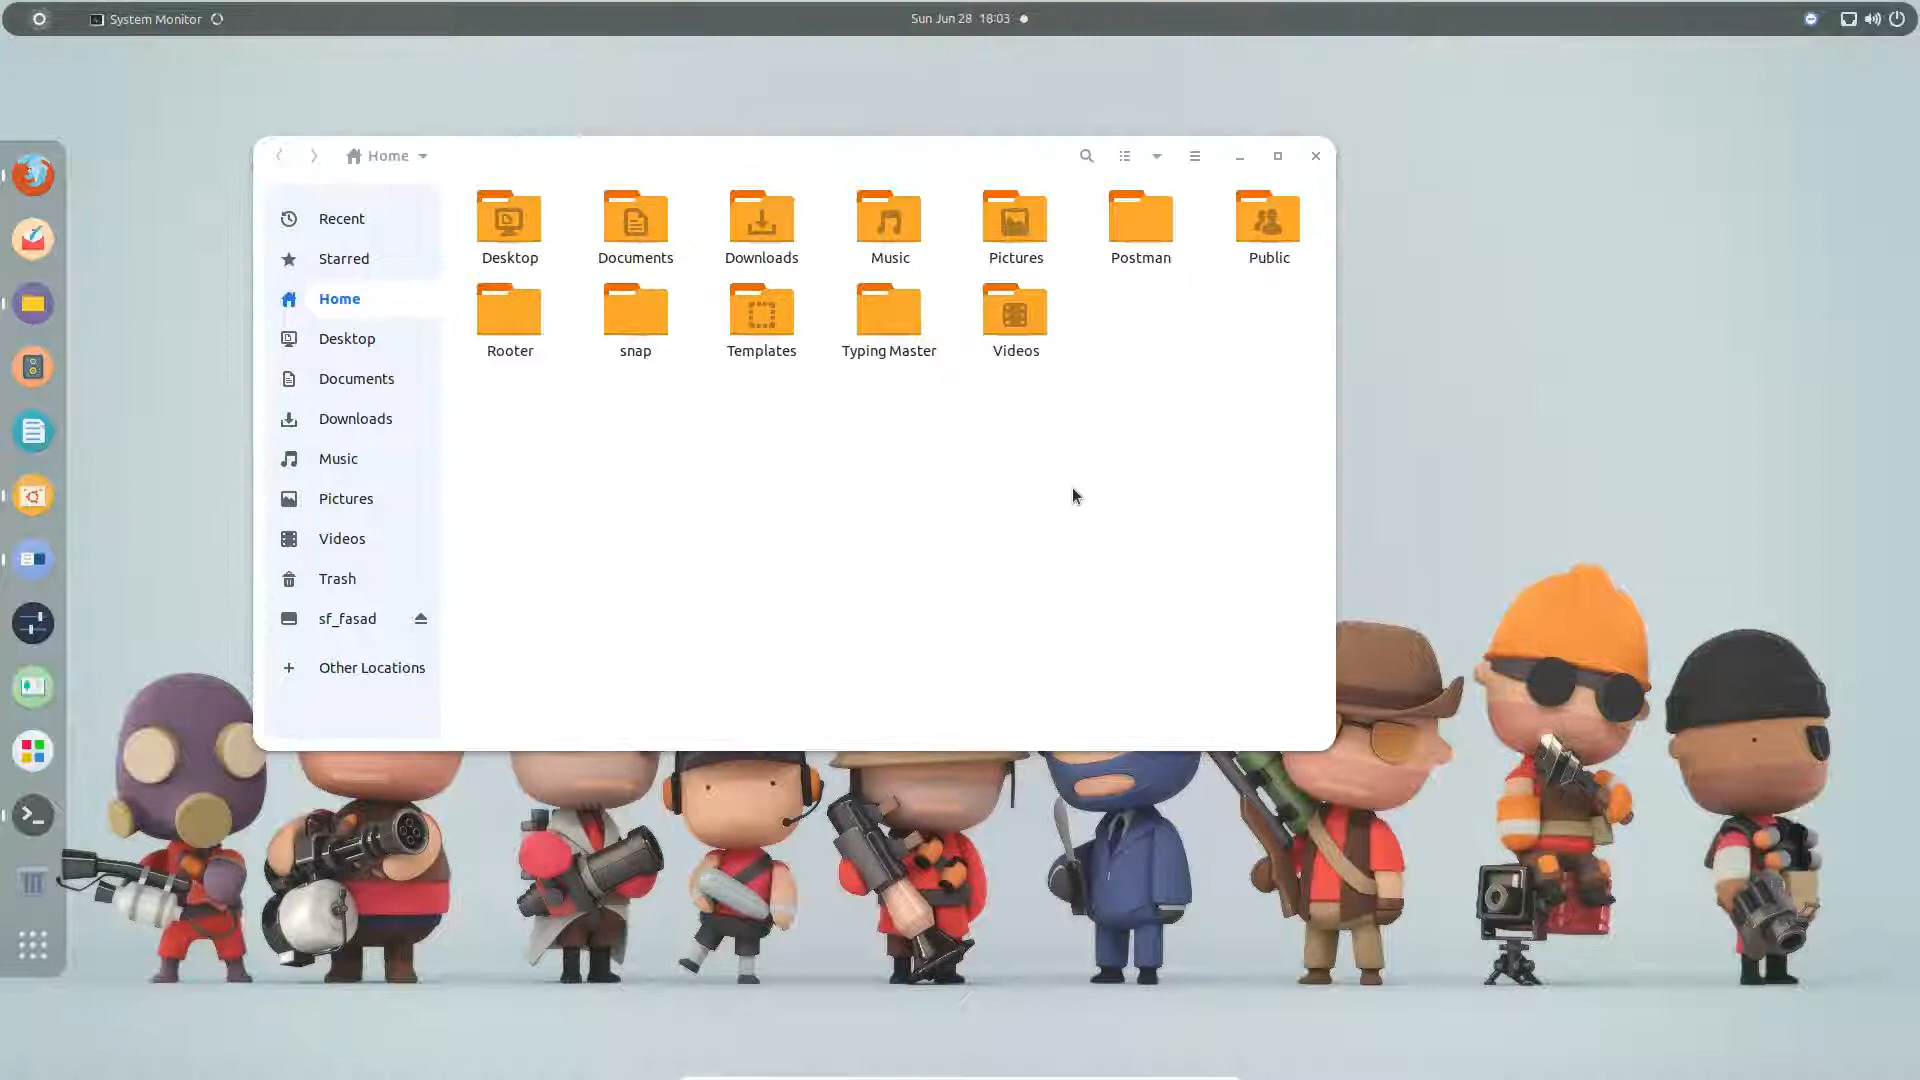 System Monitor
Sun Jun 28 18:03
Home
Recent
Starred
Home
Desktop
Documents
Downloads
Music
Pictures
Videos
Trash
sf_fasad
Other Locations
Desktop
Documents
Downloads
Music
Pictures
Postman
Public
Rooter
snap
Templates
Typing Master
Videos